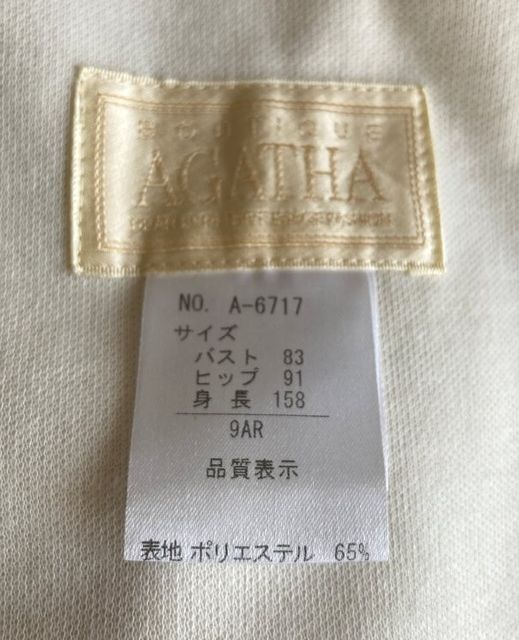 BOUTIQUE
AGATHA
NO. A-6717
サイズ
バスト 83
ヒップ 91
身長 158
9AR
品質表示
表地 ポリエステル 65%